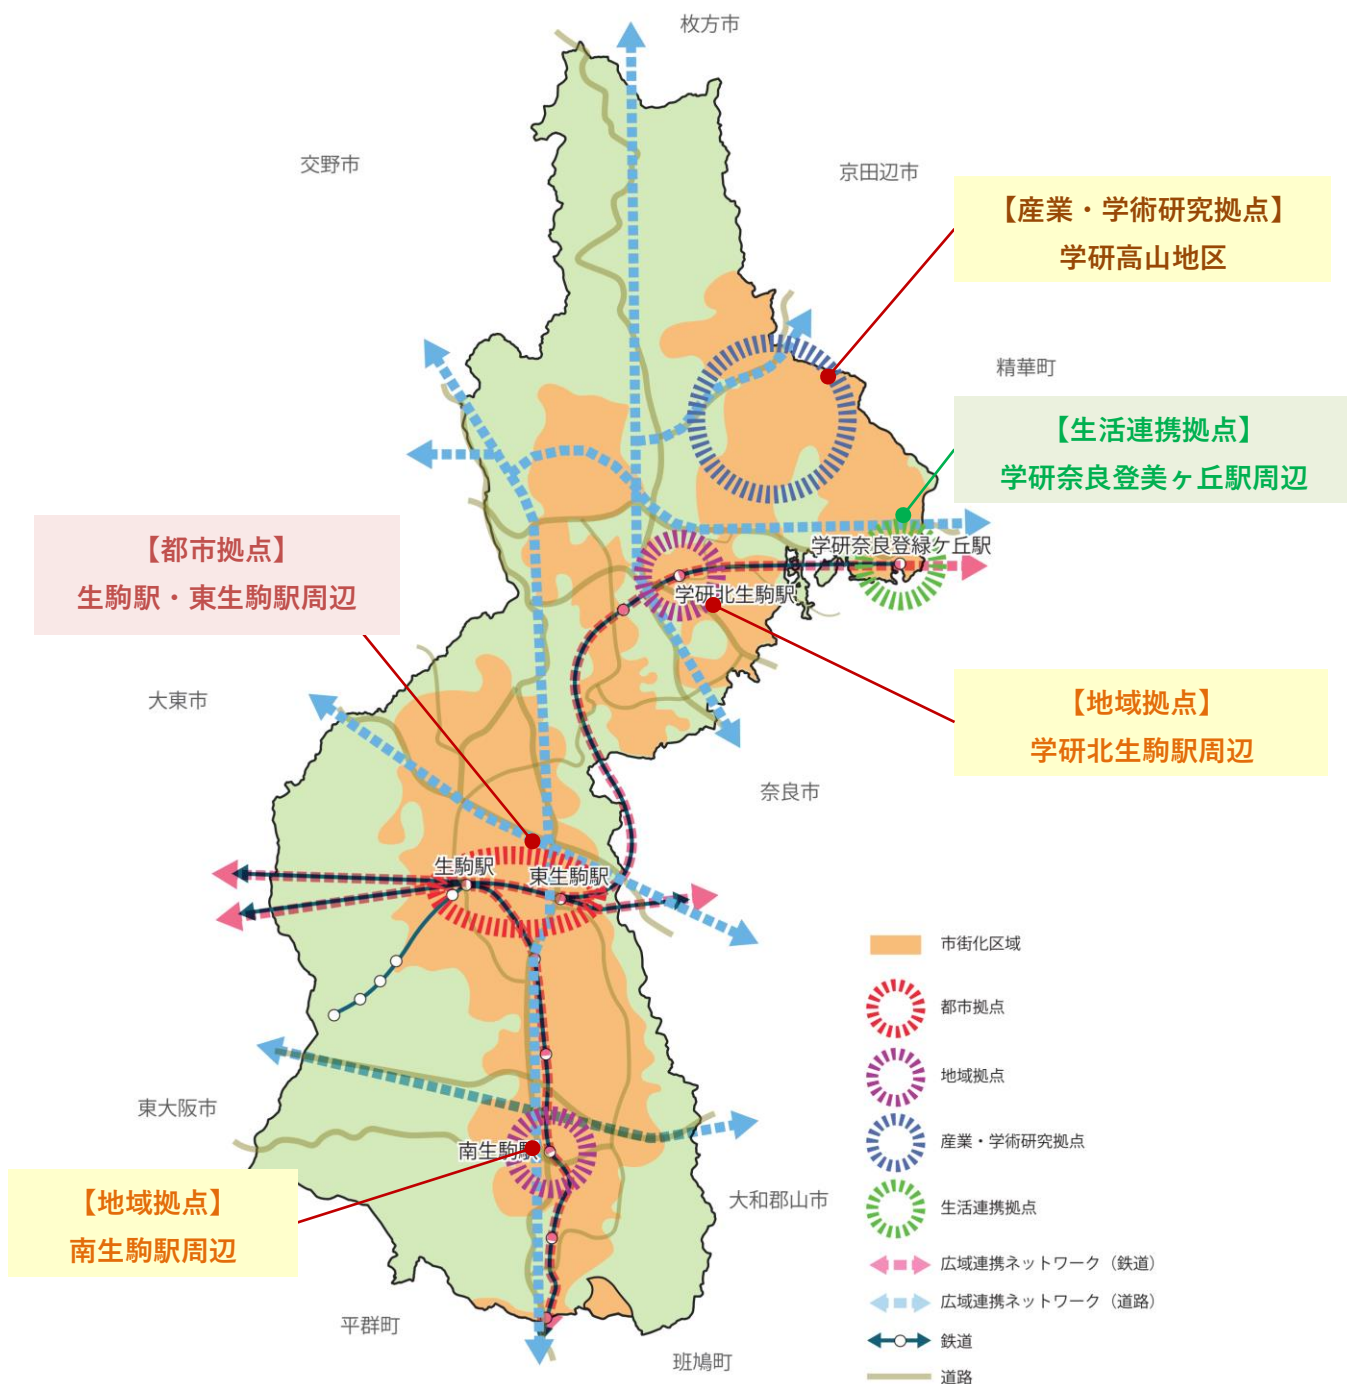 枚方市
交野市
京田辺市
【産業・学術研究拠点】
学研高山地区
精華町
【生活連携拠点】
学研奈良登美ヶ丘駅周辺
【都市拠点】
生駒駅・東生駒駅周辺
学研奈良登緑ケ丘駅
学研北生駒駅
大東市
【地域拠点】
学研北生駒駅周辺
奈良市
生駒駅
東生駒駅
市街化区域
都市拠点
地域拠点
東大阪市
産業・学術研究拠点
南生駒駅
【地域拠点】
南生駒駅周辺
大和郡山市
生活連携拠点
広域連携ネットワーク（鉄道）
広域連携ネットワーク（道路）
平群町
鉄道
斑鳩町
道路